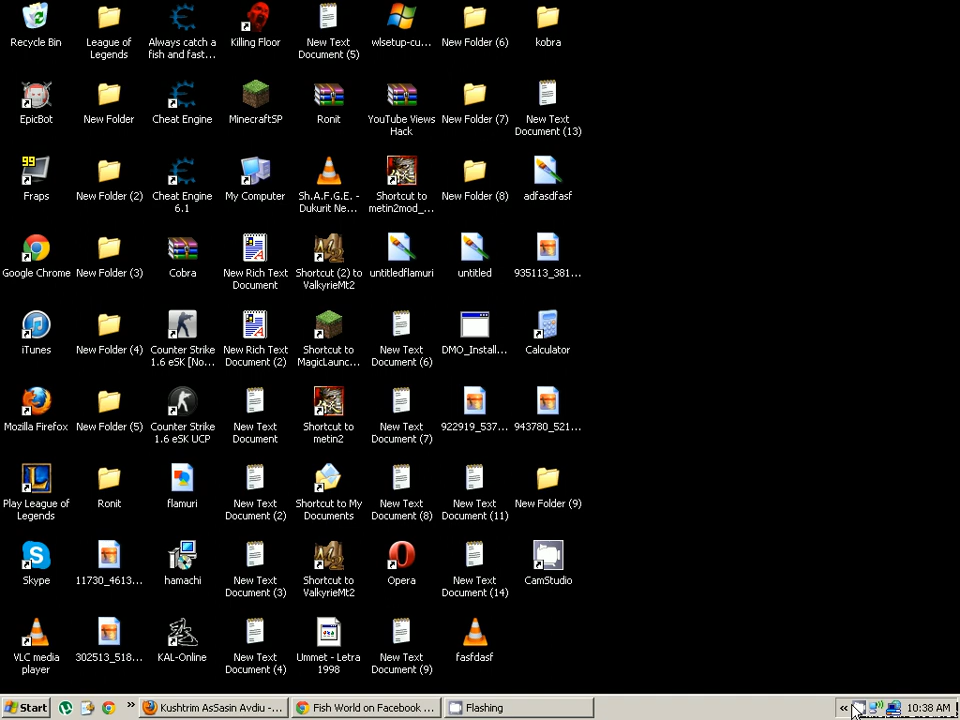 Recycle Bin
League of
Legends
Always catch a
fish and fast...
Killing Floor
New Text
Document (5)
wlsetup-cu...
New Folder (6)
kobra
EpicBot
New Folder
Cheat Engine
MinecraftSP
Ronit
YouTube Views
Hack
New Folder (7)
New Text
Document (13)
99
Fraps
New Folder (2)
Cheat Engine
6.1
My Computer
Sh.A.F.G.E. -
Dukurit Ne...
Shortcut to
metin2mod_...
New Folder (8)
adfasdfasf
Google Chrome
New Folder (3)
Cobra
New Rich Text
Document
Shortcut (2) to
ValkyrieMt2
untitledflamuri
untitled
935113_381...
iTunes
New Folder (4)
Counter Strike
1.6 eSK [No...
New Rich Text
Document (2)
Shortcut to
MagicLaunc...
New Text
Document (6)
DMO_Install...
Calculator
Mozilla Firefox
New Folder (5)
Counter Strike
1.6 eSK UCP
New Text
Document
Shortcut to
metin2
New Text
Document (7)
922919_537...
943780_521...
Play League of
Legends
Ronit
flamuri
New Text
Document (2)
Shortcut to My
Documents
New Text
Document (8)
New Text
Document (11)
New Folder (9)
Skype
11730_4613...
hamachi
New Text
Document (3)
Shortcut to
ValkyrieMt2
Opera
New Text
Document (14)
CamStudio
VLC media
player
302513_518...
KAL-Online
New Text
Document (4)
Ummet - Letra
1998
New Text
Document (9)
fasfdasf
Start
Kushtrim AsSasin Avdiu -...
Fish World on Facebook ...
Flashing
10:38 AM